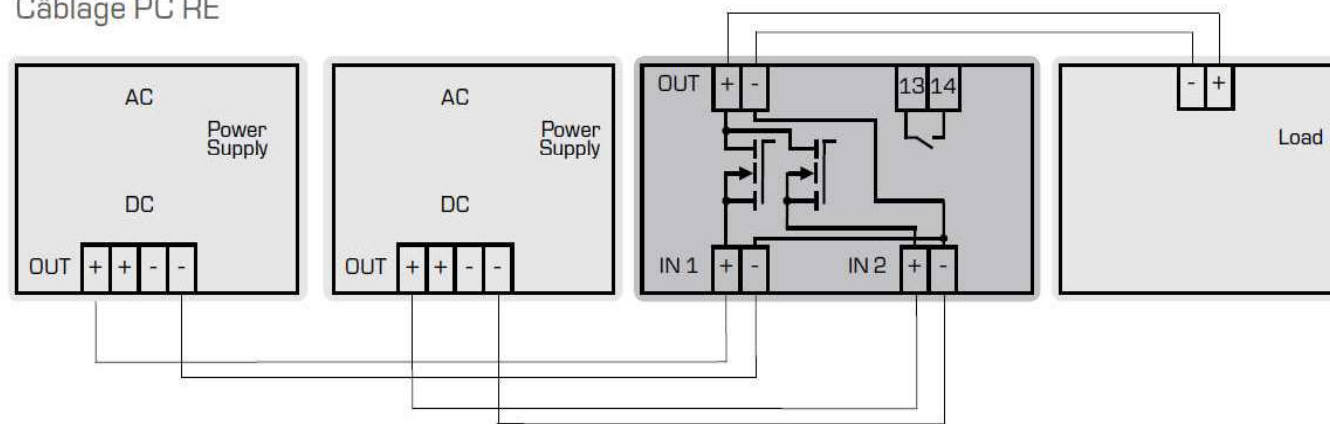 Câblage PC RE
AC
Power
Supply
DC
OUT + + - -
AC
Power
Supply
DC
OUT + + - -
OUT + -
13 14
IN 1 + -
IN 2 + -
- +
Load